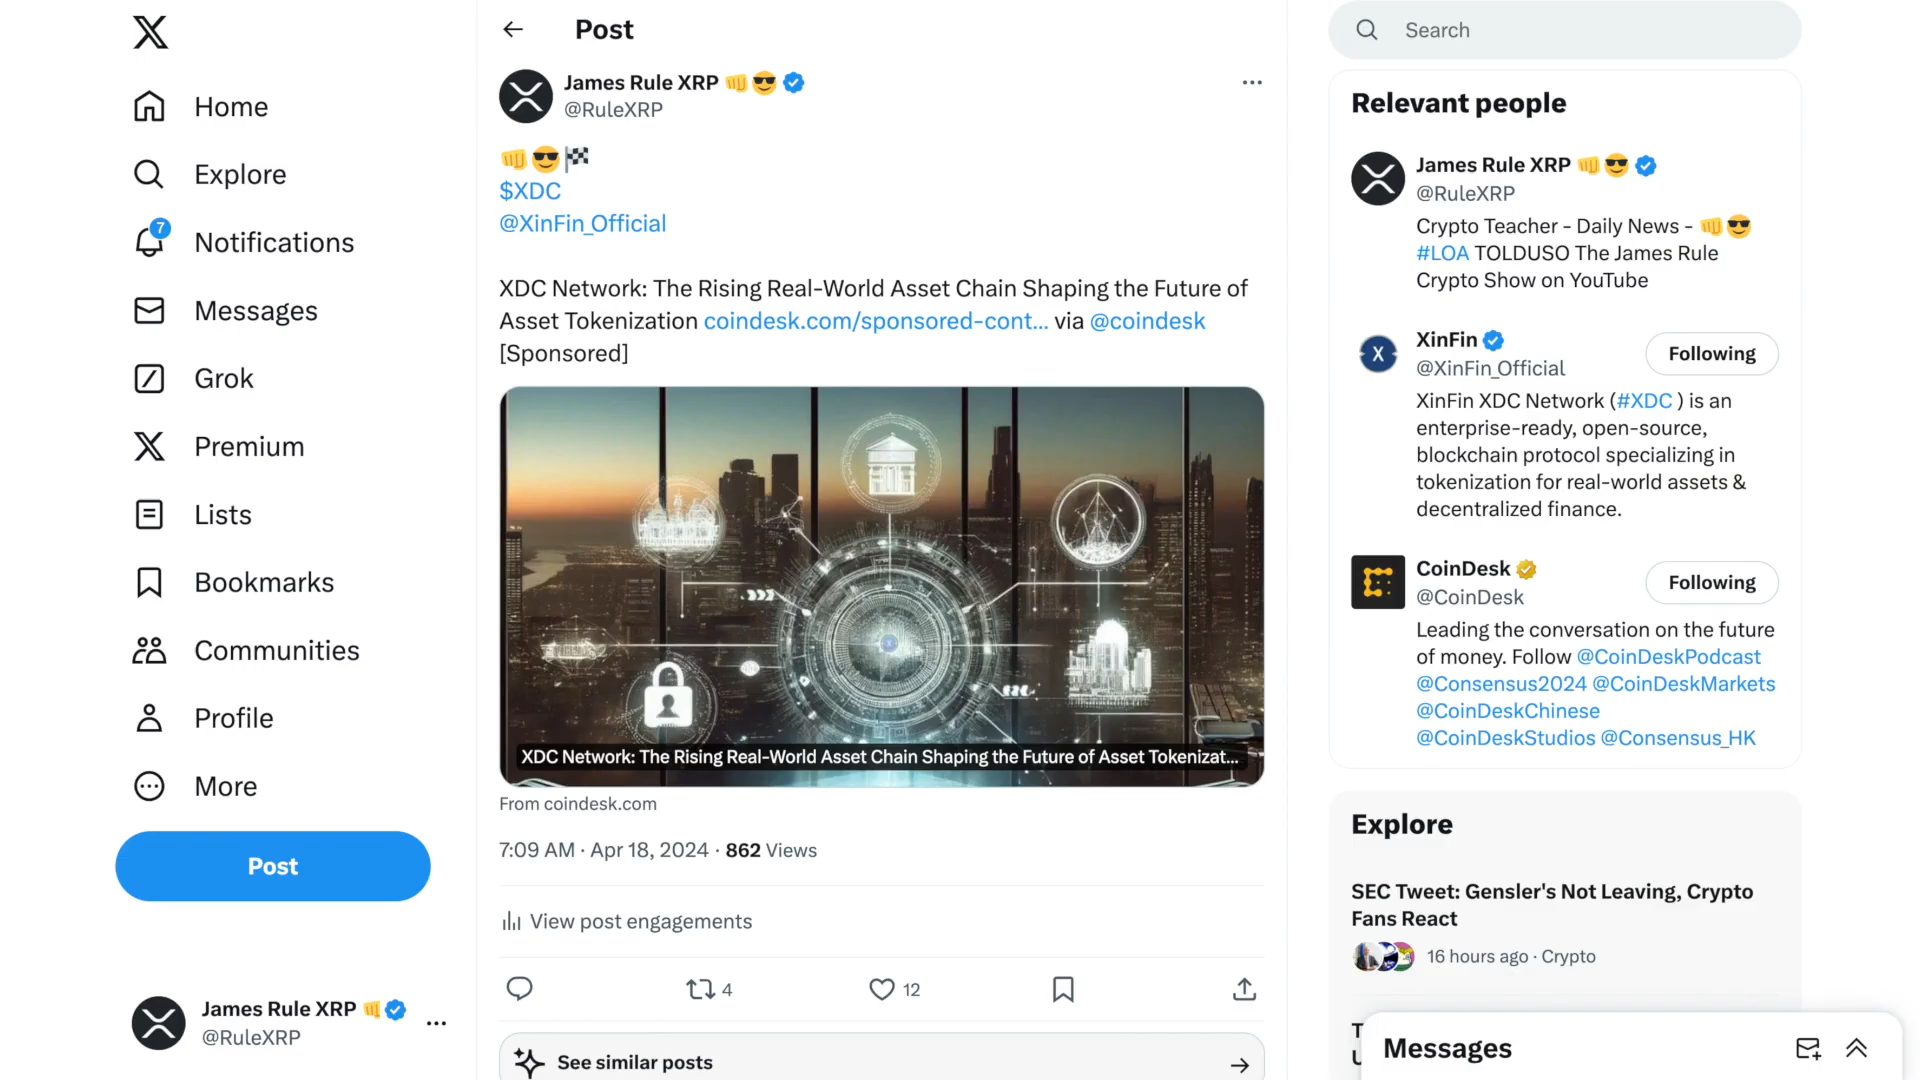 Home
Explore
7
Notifications
Messages
Grok
Premium
Lists
Bookmarks
Communities
Profile
More
Post
James Rule XRP 👊
@RuleXRP
Post
James Rule XRP 👊😎
@RuleXRP
👊😎🏁
$XDC
@XinFin_Official
XDC Network: The Rising Real-World Asset Chain Shaping the Future of
Asset Tokenization coindesk.com/sponsored-cont... via @coindesk
[Sponsored]
XDC Network: The Rising Real-World Asset Chain Shaping the Future of Asset Tokenizat...
From coindesk.com
7:09 AM · Apr 18, 2024 · 862 Views
View post engagements
4
12
See similar posts
Search
Relevant people
James Rule XRP 👊😎
@RuleXRP
Crypto Teacher - Daily News - 👊😎
#LOA TOLDUSO The James Rule
Crypto Show on YouTube
XinFin
@XinFin_Official
Following
XinFin XDC Network (#XDC ) is an
enterprise-ready, open-source,
blockchain protocol specializing in
tokenization for real-world assets &
decentralized finance.
CoinDesk
@CoinDesk
Following
Leading the conversation on the future
of money. Follow @CoinDeskPodcast
@Consensus2024 @CoinDeskMarkets
@CoinDeskChinese
@CoinDeskStudios @Consensus_HK
Explore
SEC Tweet: Gensler's Not Leaving, Crypto
Fans React
16 hours ago · Crypto
Messages